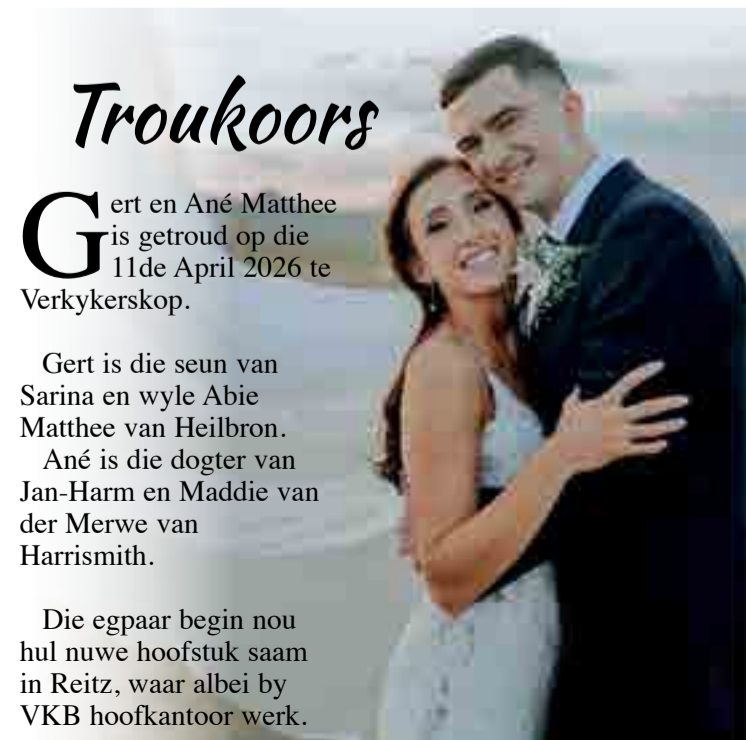 Troukoors
Gert en Ané Matthee
is getroud op die
11de April 2026 te
Verkykerskop.
Gert is die seun van
Sarina en wyle Abie
Matthee van Heilbron.
Ané is die dogter van
Jan-Harm en Maddie van
der Merwe van
Harrismith.
Die egpaar begin nou
hul nuwe hoofstuk saam
in Reitz, waar albei by
VKB hoofkantoor werk.